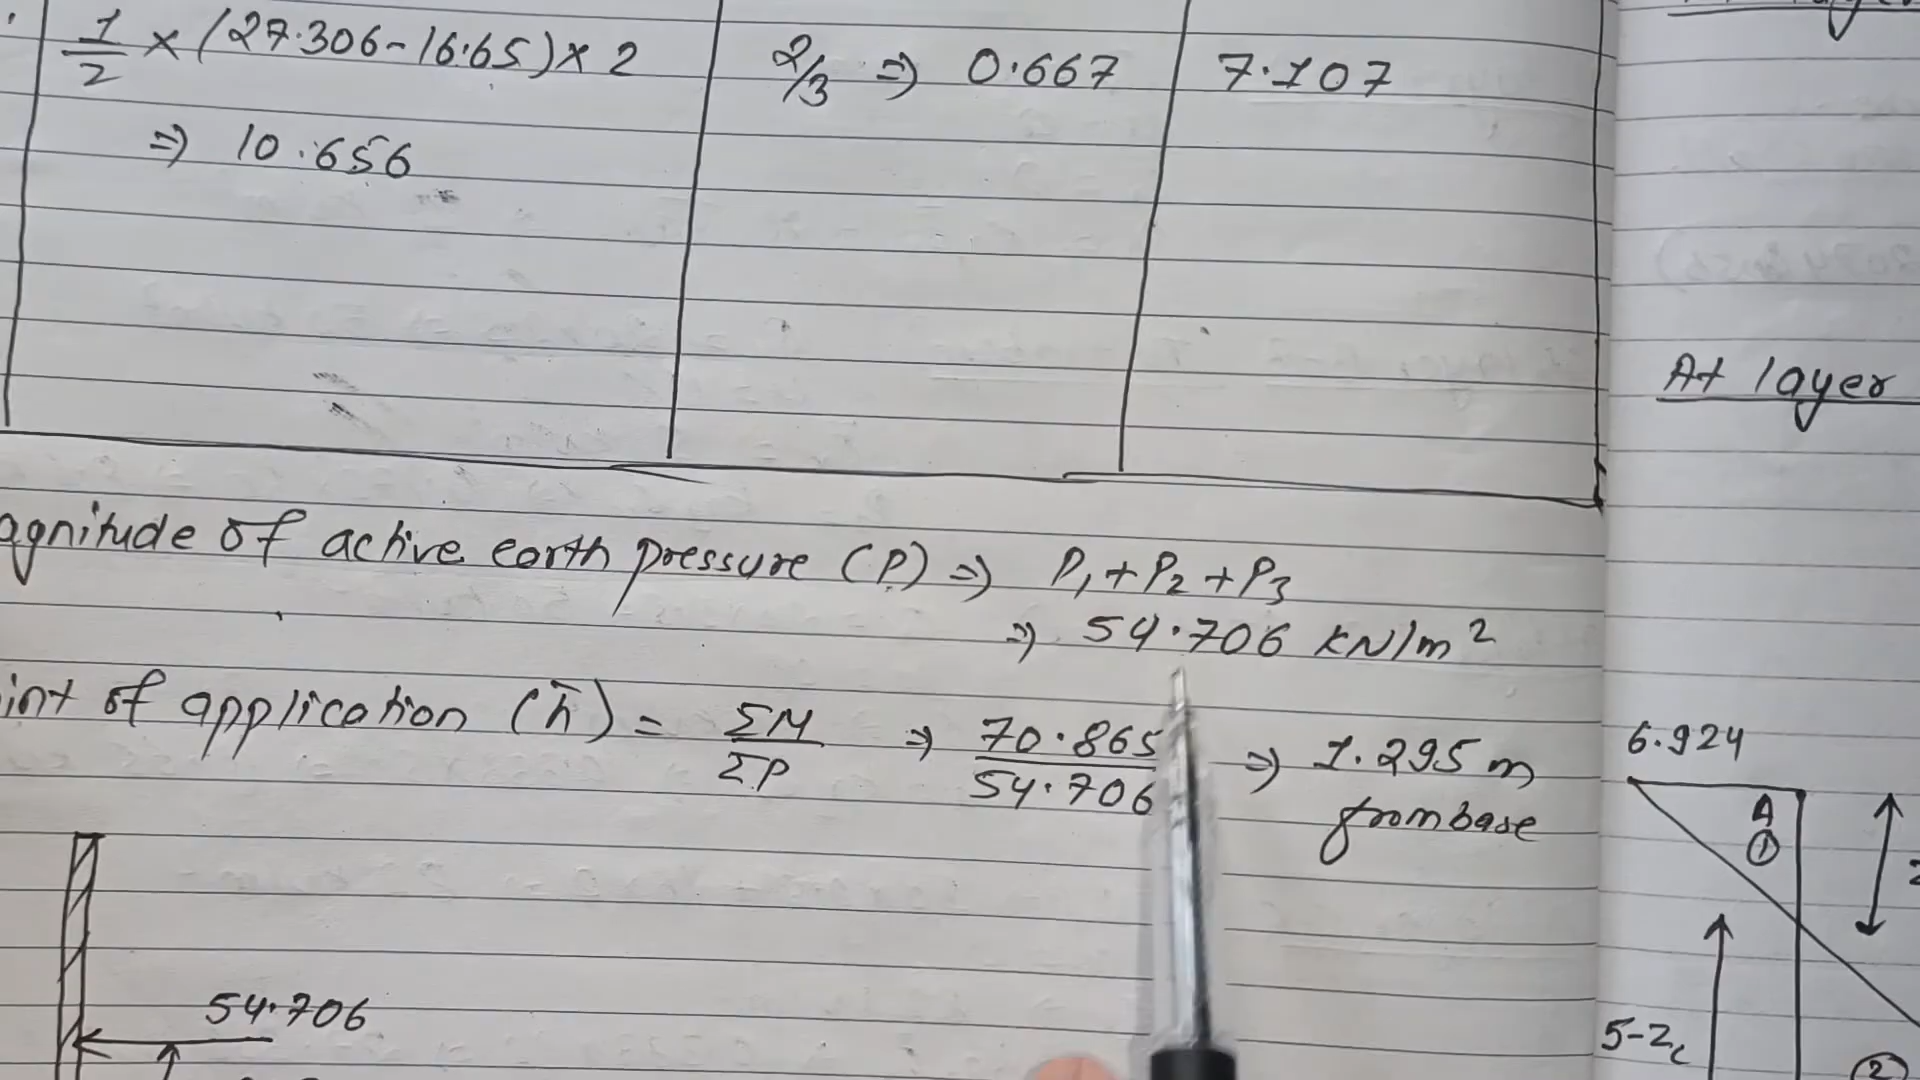 1/2 × (27.306-16.65)×2
2/3 ⇒ 0.667
7.107
⇒ 10.656
At layer
agnitude of active earth pressure (P) ⇒ P1+P2+P3
⇒ 54.706 KN/m²
int of application (h̄) = ΣM/ΣP ⇒ 70.865/54.706 ⇒ 1.295 m
from base
54.706
6.924
A
①
5-Zc
②